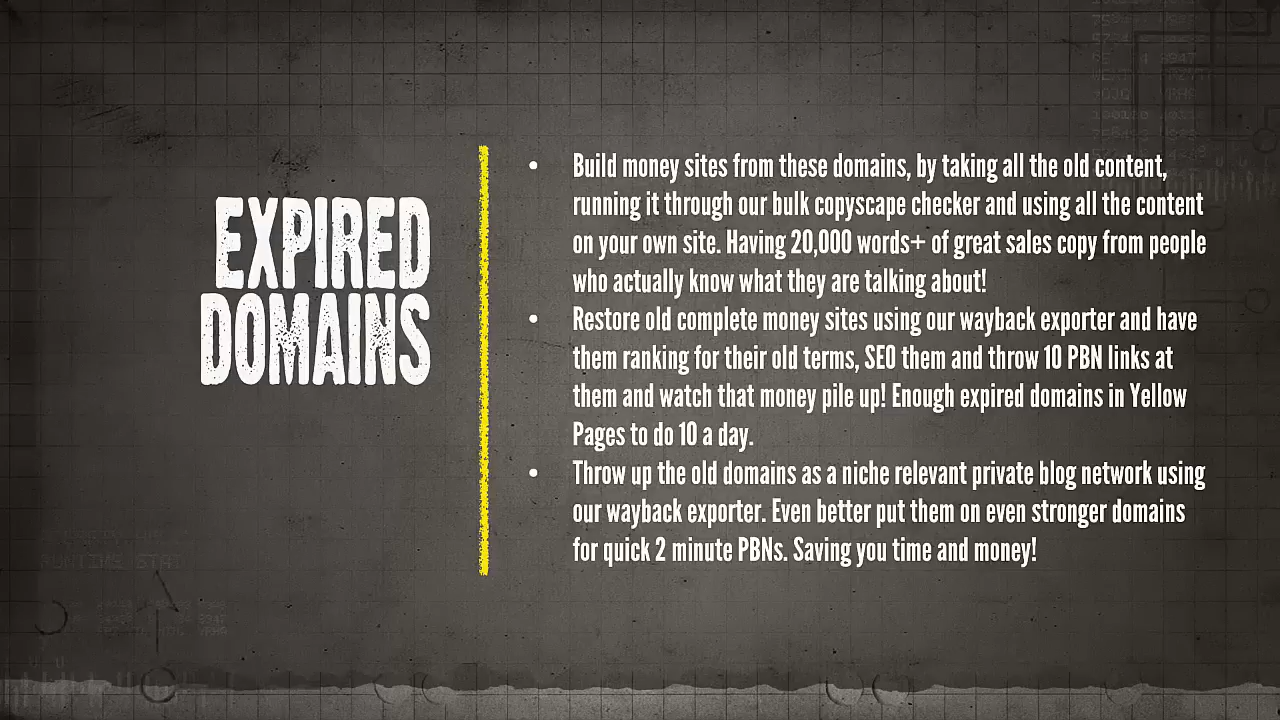 EXPIRED
DOMAINS
• Build money sites from these domains, by taking all the old content,
running it through our bulk copyscape checker and using all the content
on your own site. Having 20,000 words+ of great sales copy from people
who actually know what they are talking about!
• Restore old complete money sites using our wayback exporter and have
them ranking for their old terms, SEO them and throw 10 PBN links at
them and watch that money pile up! Enough expired domains in Yellow
Pages to do 10 a day.
• Throw up the old domains as a niche relevant private blog network using
our wayback exporter. Even better put them on even stronger domains
for quick 2 minute PBNs. Saving you time and money!